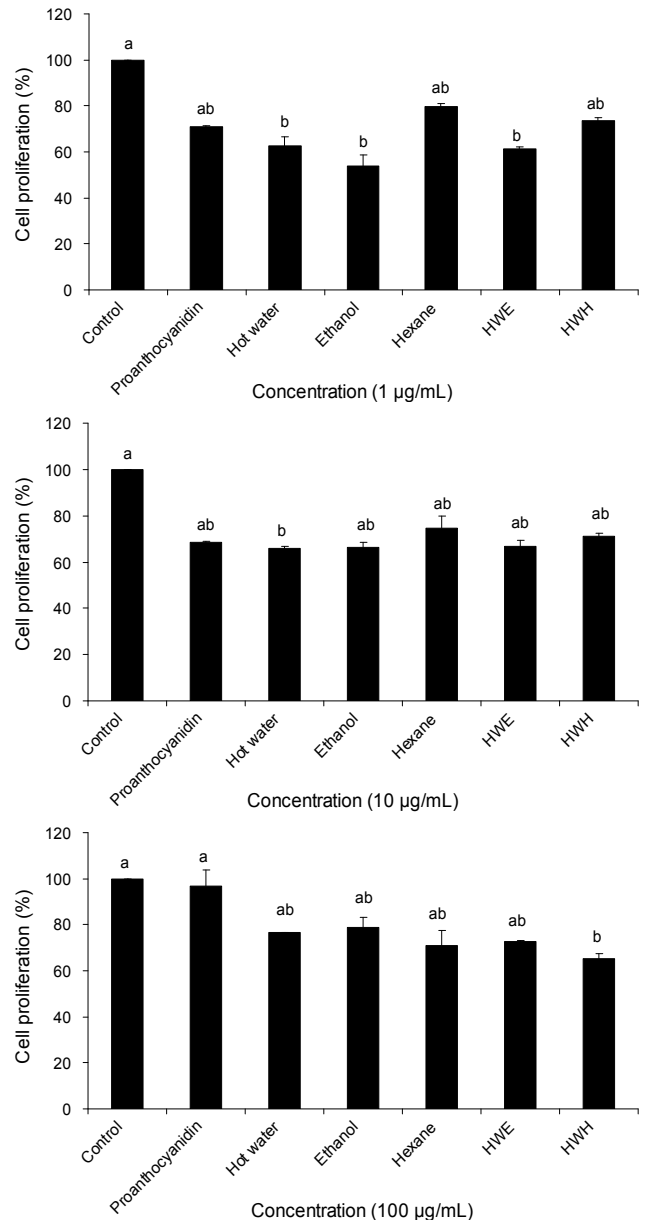 Cell proliferation (%)
120
100
80
60
40
20
0
a
ab
b
b
ab
b
ab
Control
Proanthocyanidin
Hot water
Ethanol
Hexane
HWE
HWH
Concentration (1 µg/mL)
Cell proliferation (%)
120
100
80
60
40
20
0
a
ab
b
ab
ab
ab
ab
Control
Proanthocyanidin
Hot water
Ethanol
Hexane
HWE
HWH
Concentration (10 µg/mL)
Cell proliferation (%)
120
100
80
60
40
20
0
a
a
ab
ab
ab
ab
b
Control
Proanthocyanidin
Hot water
Ethanol
Hexane
HWE
HWH
Concentration (100 µg/mL)